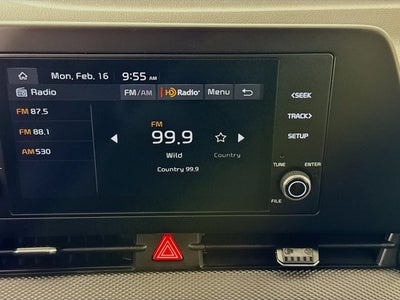 Mon, Feb. 16 9:55 AM
Radio FM/AM HD Radio Menu
FM 87.5
FM 88.1
AM 530
FM
99.9
Wild Country
Country 99.9
<SEEK
TRACK>
SETUP
TUNE ENTER
FILE